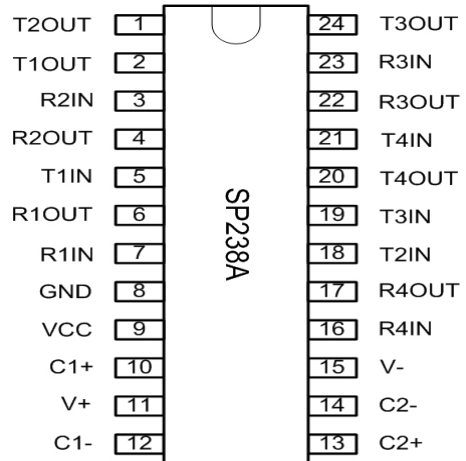 T2OUT 1 24 T3OUT
T1OUT 2 23 R3IN
R2IN 3 22 R3OUT
R2OUT 4 21 T4IN
T1IN 5 20 T4OUT
R1OUT 6 19 T3IN
R1IN 7 18 T2IN
GND 8 17 R4OUT
VCC 9 16 R4IN
C1+ 10 15 V-
V+ 11 14 C2-
C1- 12 13 C2+
SP238A